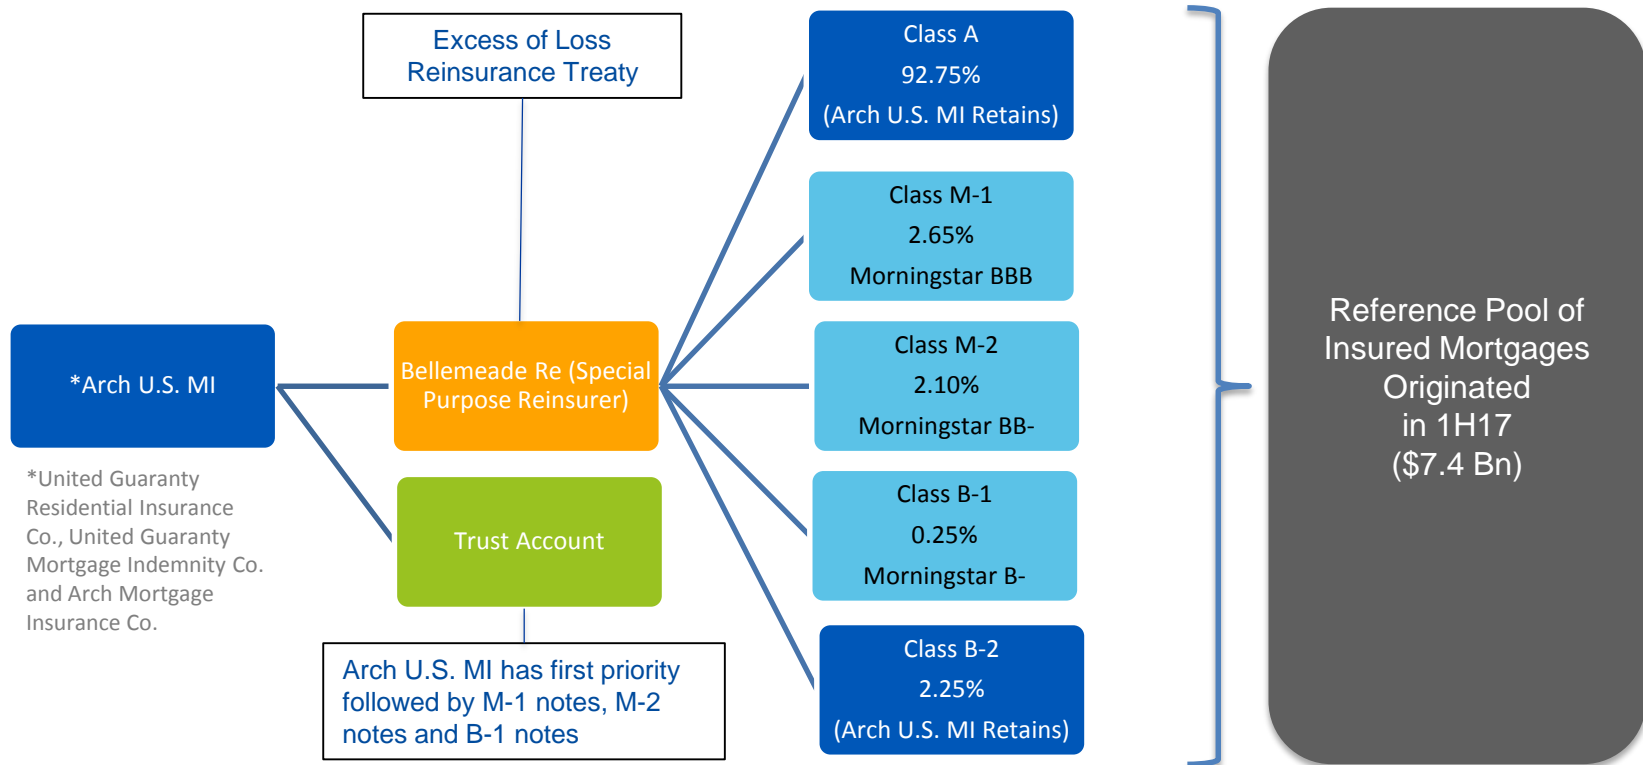 Excess of Loss
Reinsurance Treaty
*Arch U.S. MI
*United Guaranty
Residential Insurance
Co., United Guaranty
Mortgage Indemnity Co.
and Arch Mortgage
Insurance Co.
Bellemeade Re (Special
Purpose Reinsurer)
Trust Account
Arch U.S. MI has first priority
followed by M-1 notes, M-2
notes and B-1 notes
Class A
92.75%
(Arch U.S. MI Retains)
Class M-1
2.65%
Morningstar BBB
Class M-2
2.10%
Morningstar BB-
Class B-1
0.25%
Morningstar B-
Class B-2
2.25%
(Arch U.S. MI Retains)
Reference Pool of
Insured Mortgages
Originated
in 1H17
($7.4 Bn)